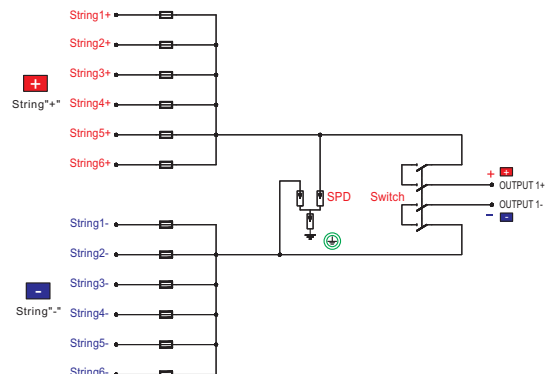 String1+
String2+
String3+
+
String"+"
String4+
String5+
String6+
SPD
Switch
+ +
OUTPUT 1+
OUTPUT 1-
- -
String1-
String2-
String3-
-
String"-"
String4-
String5-
String6-